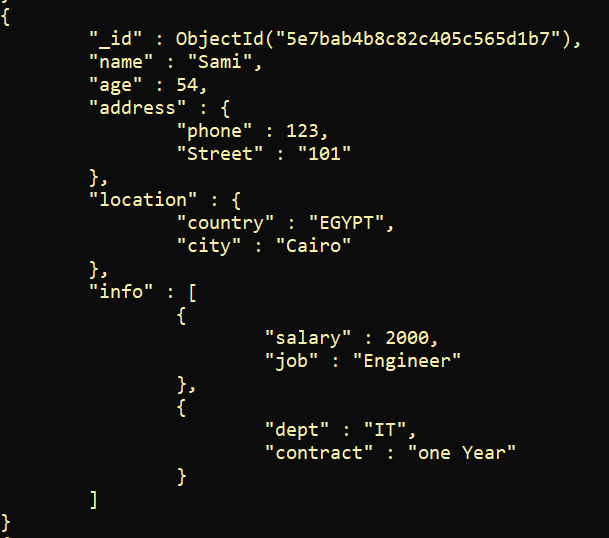 {
"_id" : ObjectId("5e7bab4b8c82c405c565d1b7"),
"name" : "Sami",
"age" : 54,
"address" : {
"phone" : 123,
"Street" : "101"
},
"location" : {
"country" : "EGYPT",
"city" : "Cairo"
},
"info" : [
{
"salary" : 2000,
"job" : "Engineer"
},
{
"dept" : "IT",
"contract" : "one Year"
}
]
}